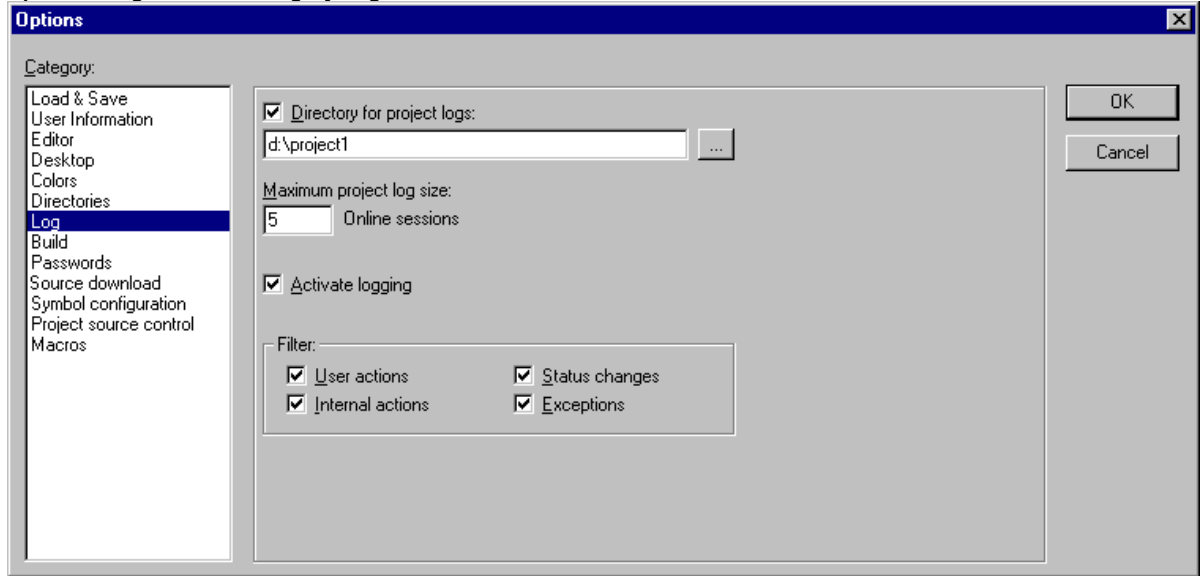 Options
Category:
Load & Save
User Information
Editor
Desktop
Colors
Directories
Log
Build
Passwords
Source download
Symbol configuration
Project source control
Macros
Directory for project logs:
d:\project1
...
Maximum project log size:
5 Online sessions
Activate logging
Filter:
User actions
Status changes
Internal actions
Exceptions
OK
Cancel